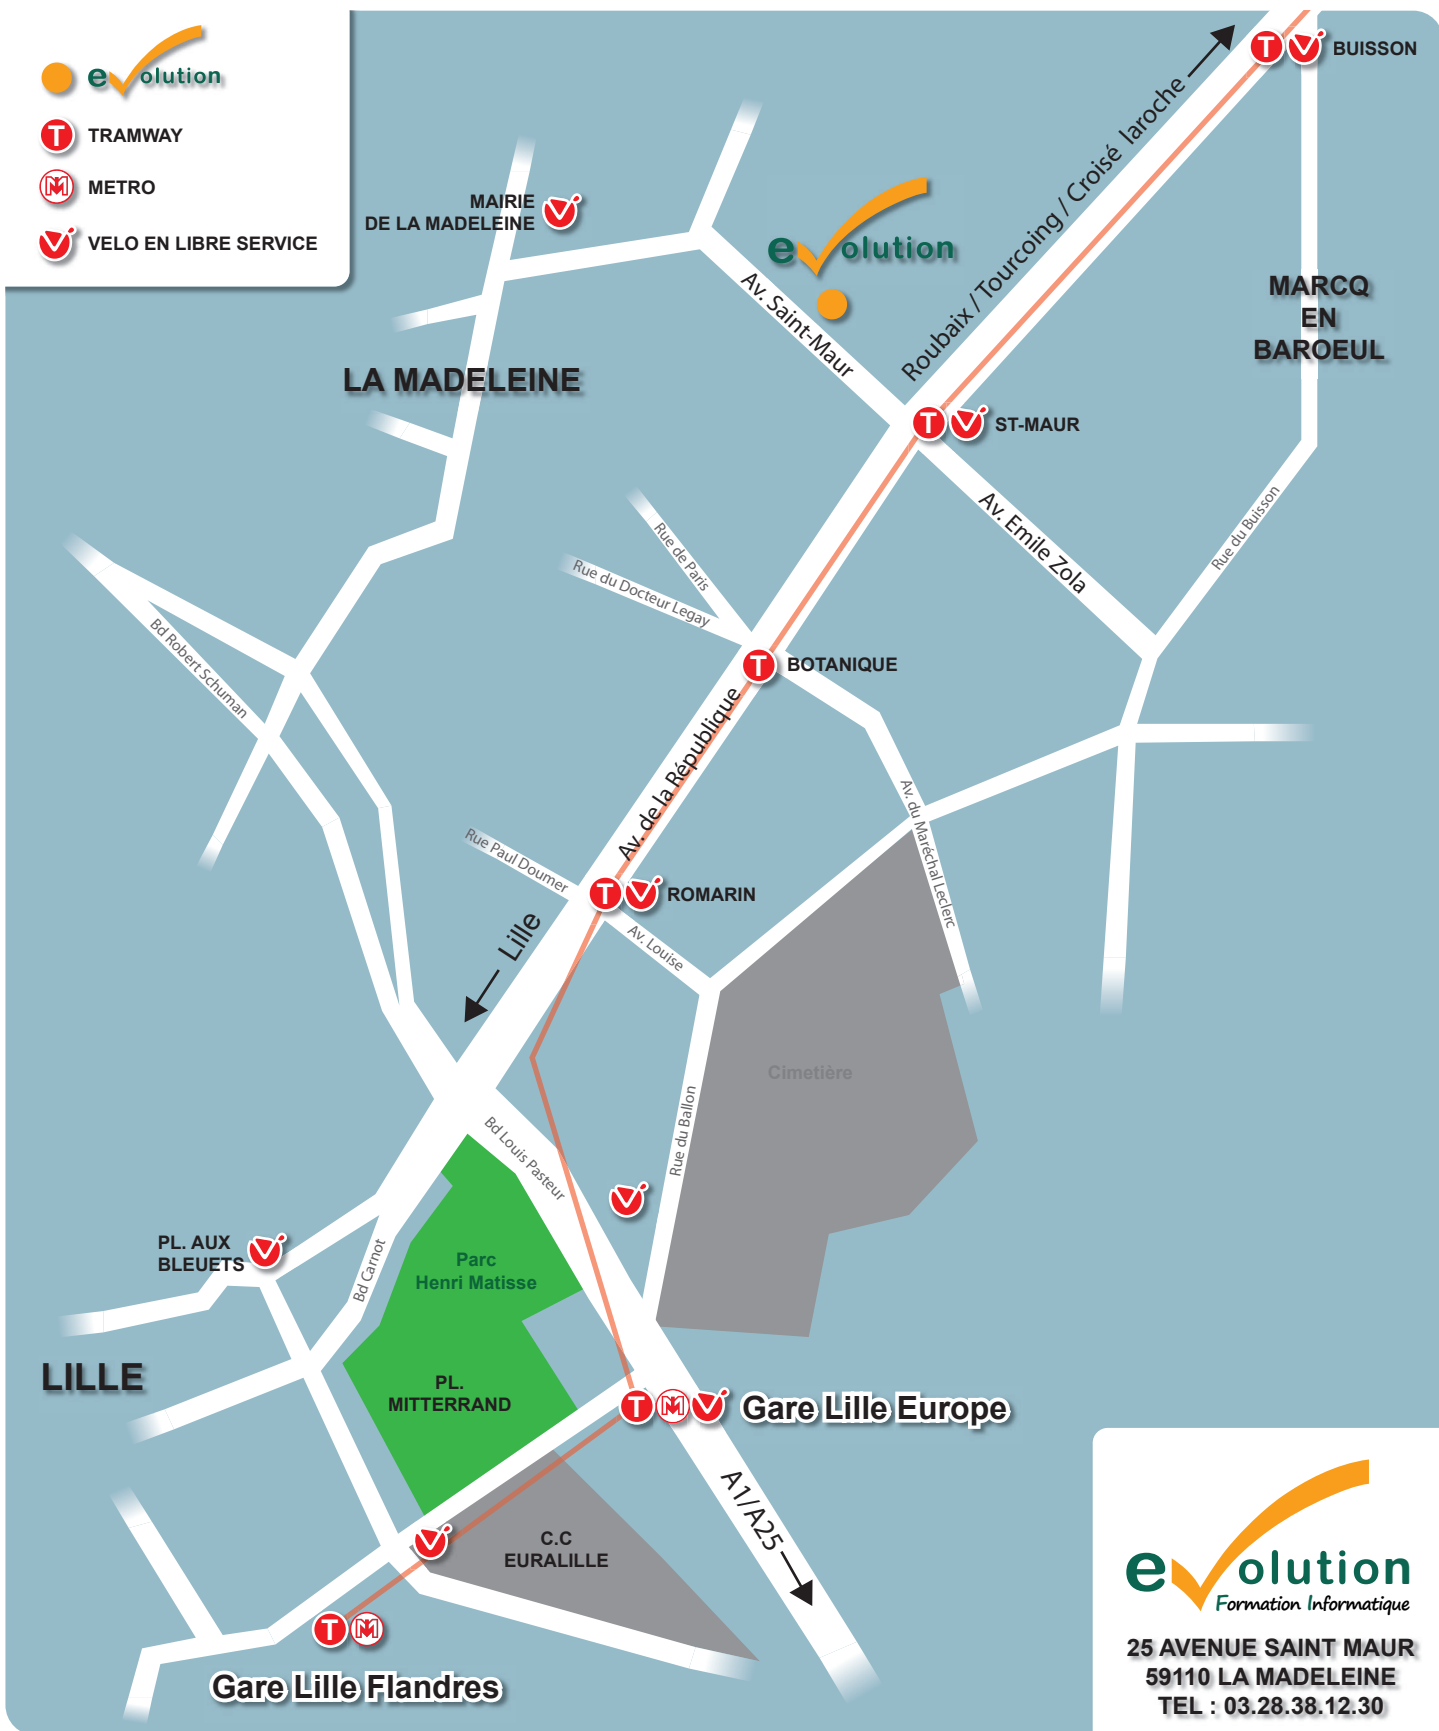 evolution
T TRAMWAY
M METRO
V VELO EN LIBRE SERVICE
T V BUISSON
Roubaix / Tourcoing / Croisé laroche
MAIRIE
DE LA MADELEINE V
evolution
Av. Saint-Maur
MARCQ
EN
BAROEUL
LA MADELEINE
T V ST-MAUR
Av. Emile Zola
Rue du Buisson
Rue de Paris
Rue du Docteur Legay
Bd Robert Schuman
T BOTANIQUE
Av. de la République
Av. du Maréchal Leclerc
Rue Paul Doumer
T V ROMARIN
Lille
Av. Louise
Cimetière
Rue du Ballon
Bd Louis Pasteur
V
PL. AUX
BLEUETS V
Bd Carnot
Parc
Henri Matisse
LILLE
PL.
MITTERRAND
T M V Gare Lille Europe
A1/A25
V
C.C
EURALILLE
T M
Gare Lille Flandres
evolution
Formation Informatique
25 AVENUE SAINT MAUR
59110 LA MADELEINE
TEL : 03.28.38.12.30